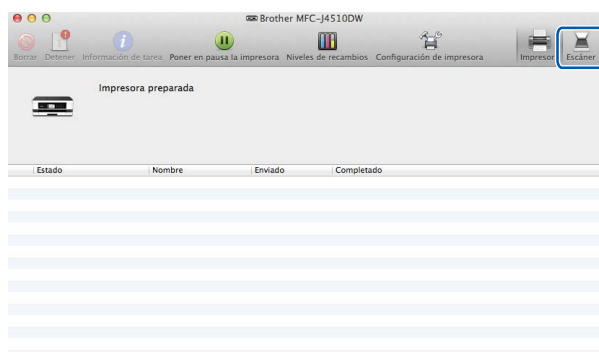 Brother MFC-J4510DW
Borrar Detener Información de tarea Poner en pausa la impresora Niveles de recambios Configuración de impresora Impresor Escáner
Impresora preparada
Estado Nombre Enviado Completado